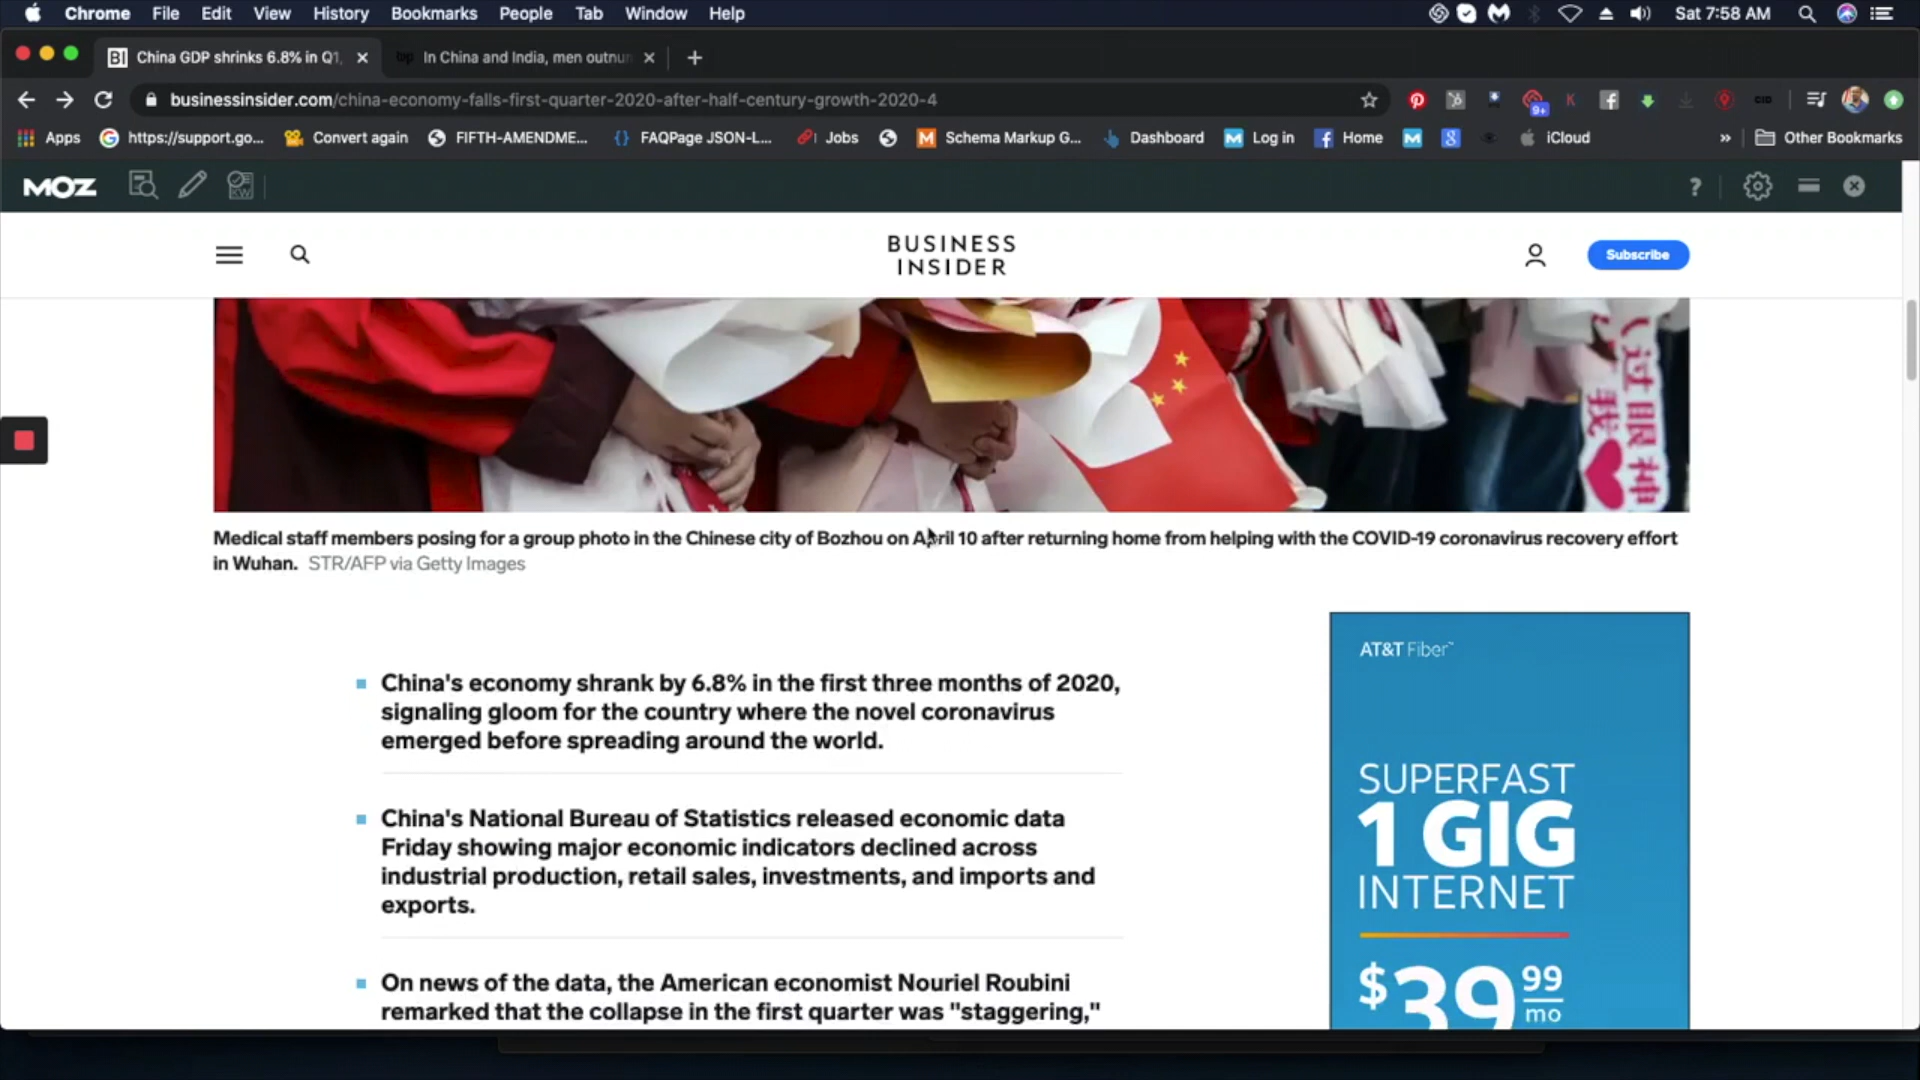 Chrome File Edit View History Bookmarks People Tab Window Help Sat 7:58 AM
BI China GDP shrinks 6.8% in Q1, In China and India, men outnu
businessinsider.com/china-economy-falls-first-quarter-2020-after-half-century-growth-2020-4
Apps https://support.go... Convert again FIFTH-AMENDME... FAQPage JSON-L... Jobs Schema Markup G... Dashboard Log in Home iCloud » Other Bookmarks
MOZ KW ?
BUSINESS
INSIDER
Subscribe
Medical staff members posing for a group photo in the Chinese city of Bozhou on April 10 after returning home from helping with the COVID-19 coronavirus recovery effort
in Wuhan. STR/AFP via Getty Images
China's economy shrank by 6.8% in the first three months of 2020,
signaling gloom for the country where the novel coronavirus
emerged before spreading around the world.
China's National Bureau of Statistics released economic data
Friday showing major economic indicators declined across
industrial production, retail sales, investments, and imports and
exports.
On news of the data, the American economist Nouriel Roubini
remarked that the collapse in the first quarter was "staggering,"
AT&T Fiber℠
SUPERFAST
1 GIG
INTERNET
$39 99
mo